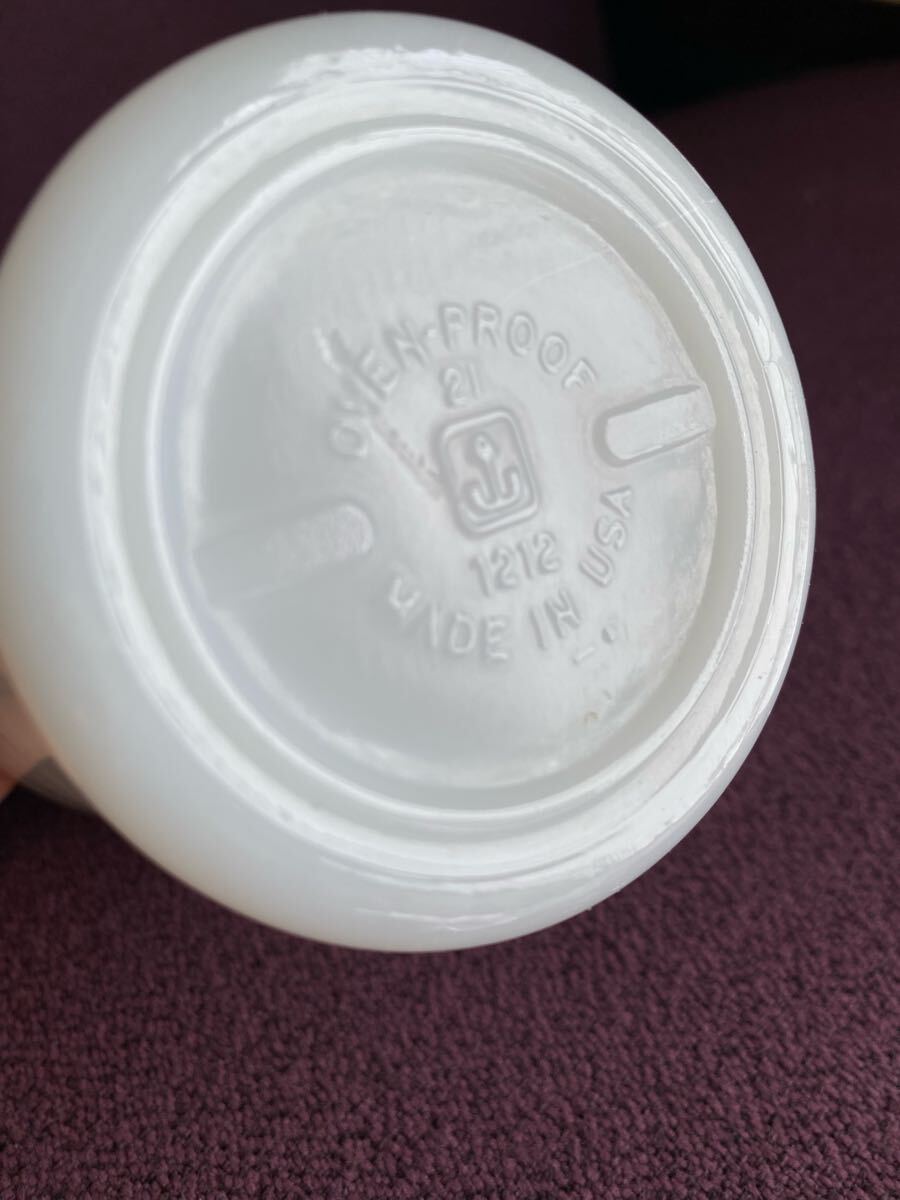 OVEN-PROOF
21
1212
MADE IN USA